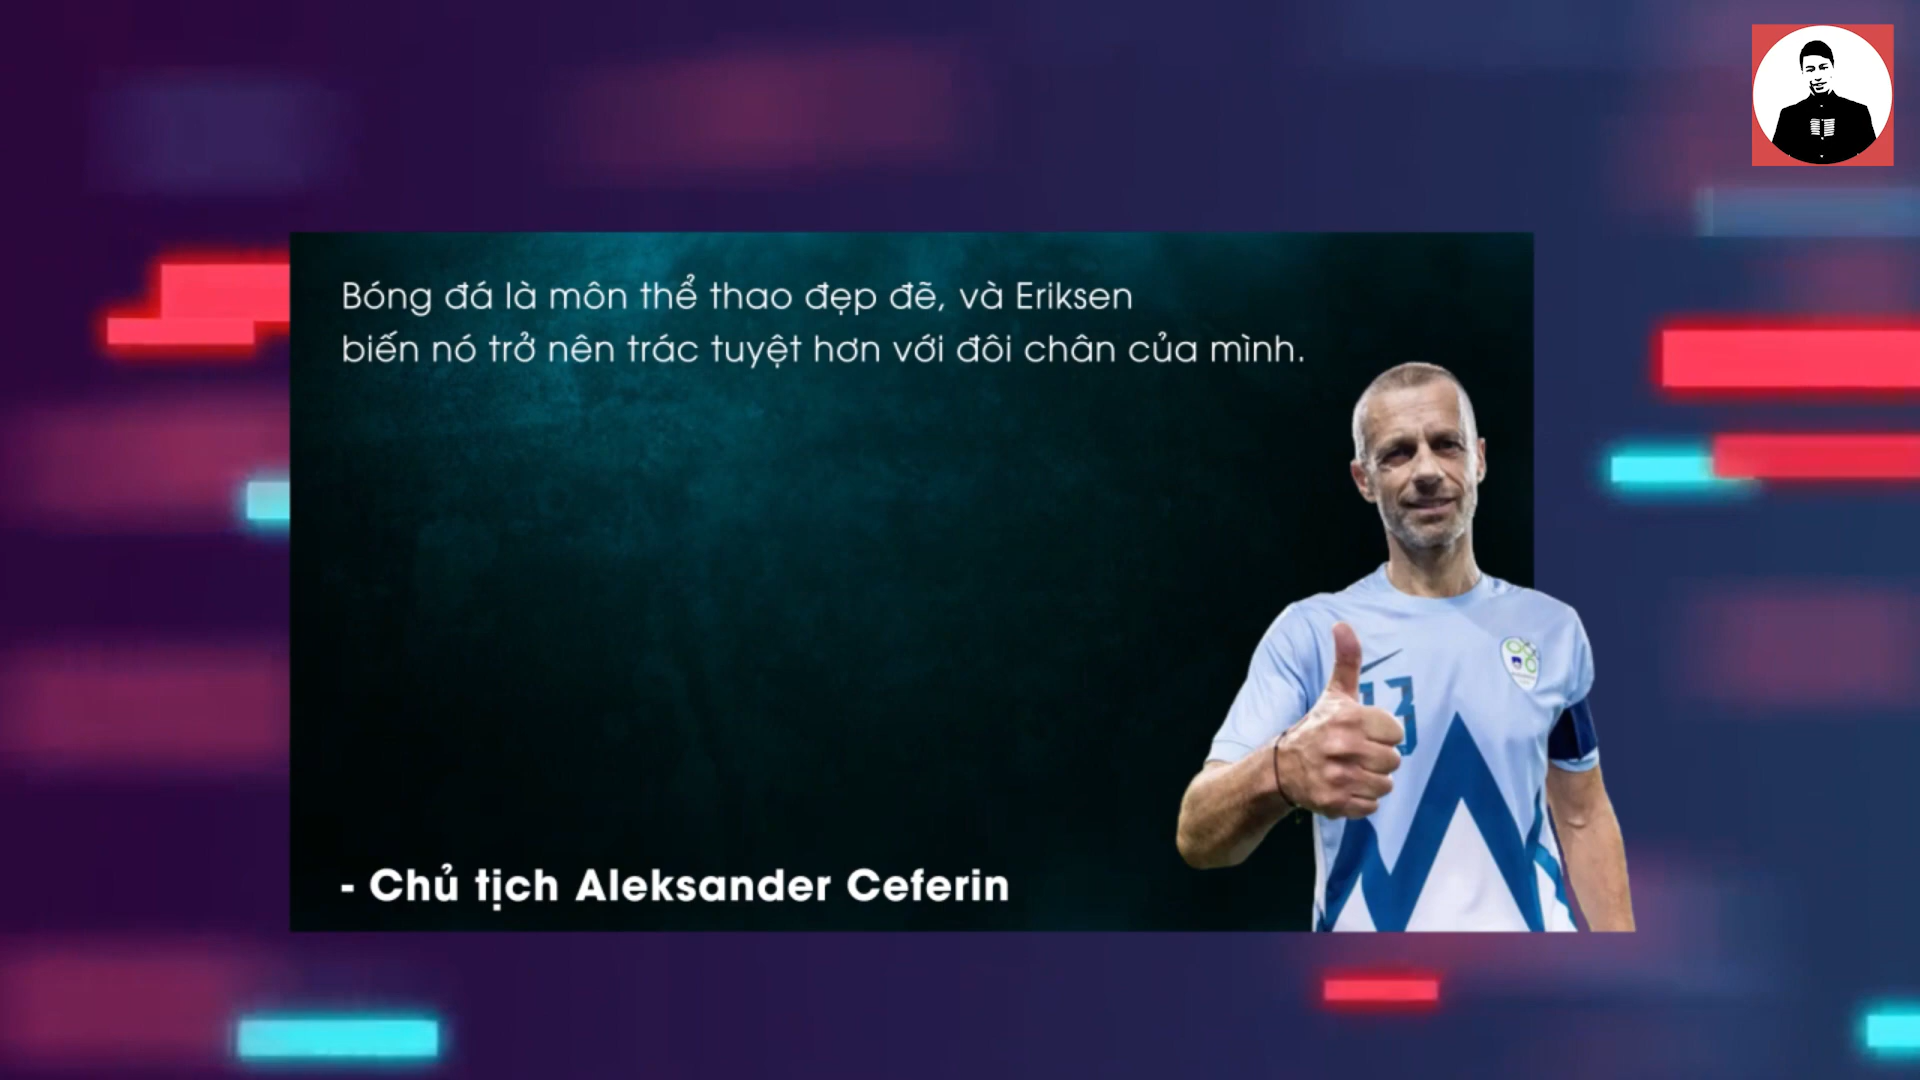 Bóng đá là môn thể thao đẹp đẽ, và Eriksen
biến nó trở nên trác tuyệt hơn với đôi chân của mình.
13
- Chủ tịch Aleksander Ceferin